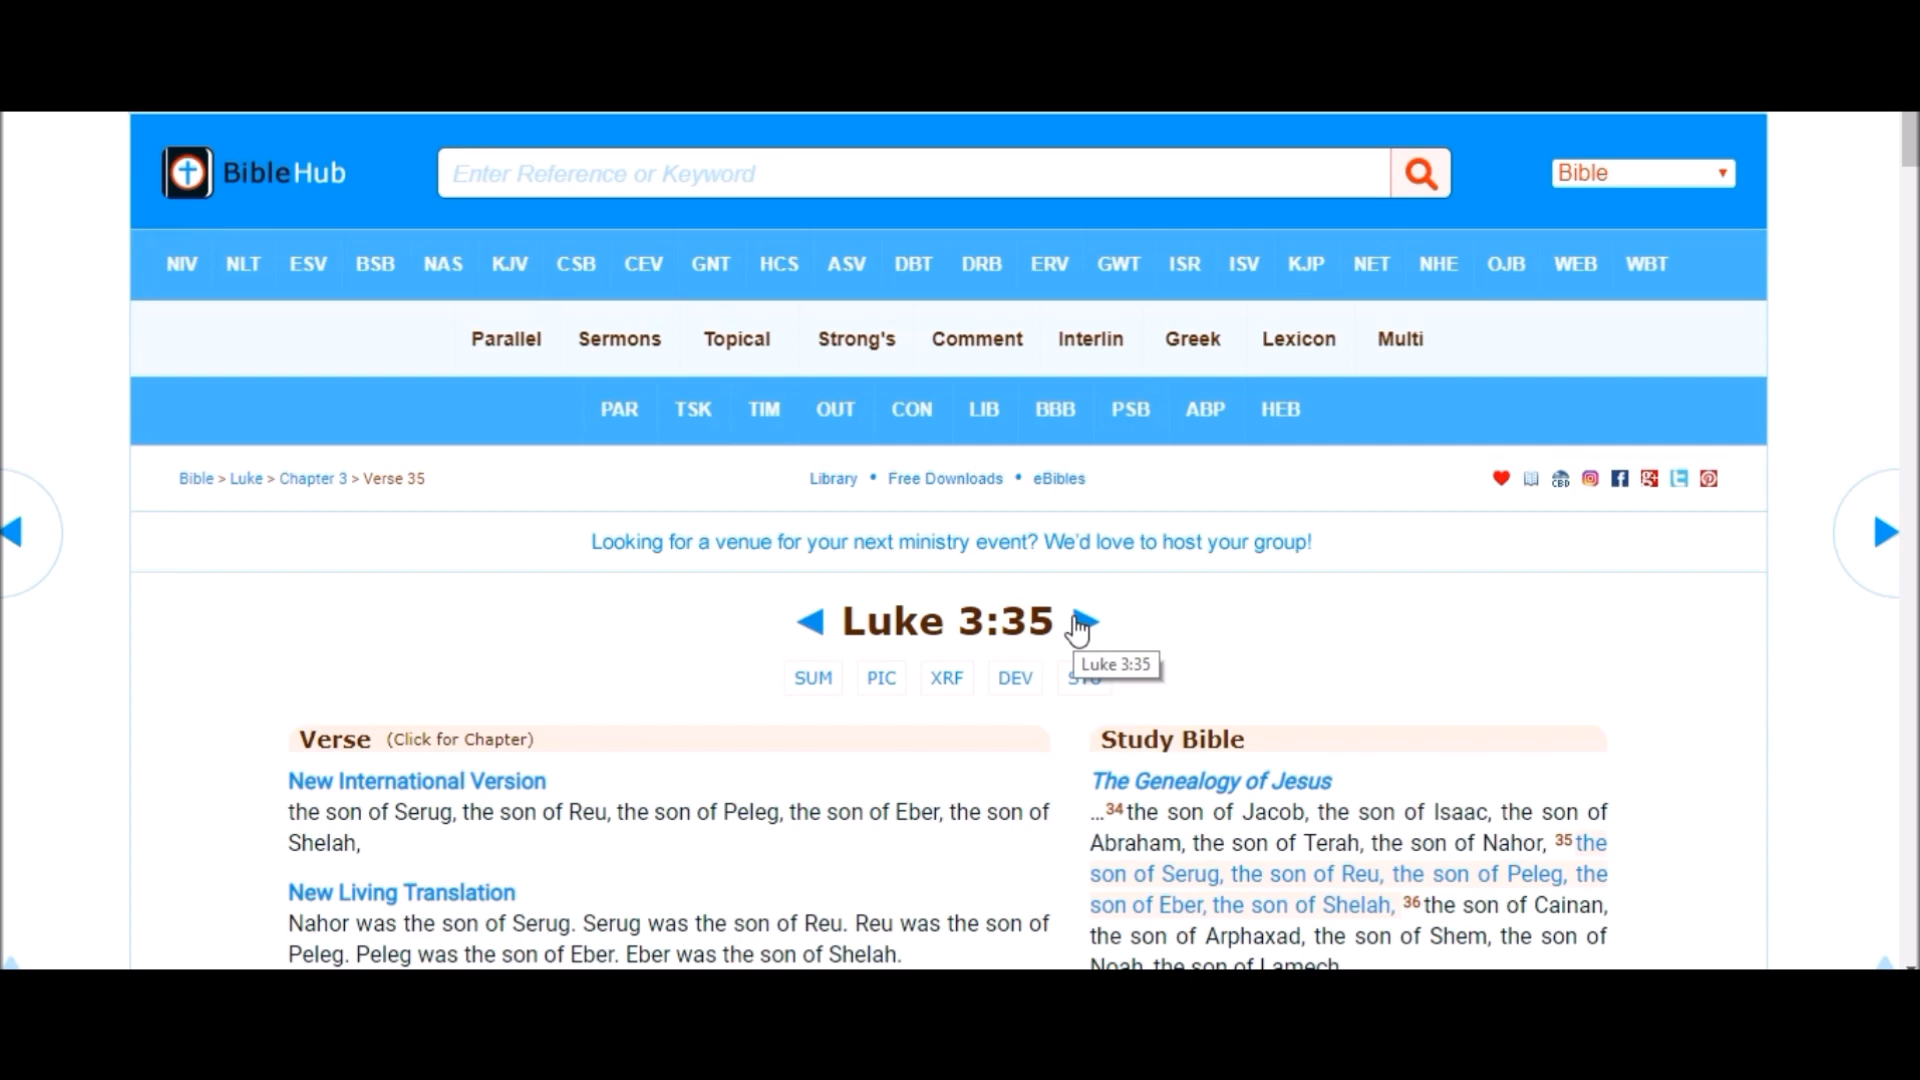 BibleHub
Enter Reference or Keyword
Bible
NIV NLT ESV BSB NAS KJV CSB CEV GNT HCS ASV DBT DRB ERV GWT ISR ISV KJP NET NHE OJB WEB WBT
Parallel Sermons Topical Strong's Comment Interlin Greek Lexicon Multi
PAR TSK TIM OUT CON LIB BBB PSB ABP HEB
Bible > Luke > Chapter 3 > Verse 35
Library • Free Downloads • eBibles
CBD
Looking for a venue for your next ministry event? We'd love to host your group!
Luke 3:35
Luke 3:35
SUM PIC XRF DEV
Verse (Click for Chapter)
New International Version
the son of Serug, the son of Reu, the son of Peleg, the son of Eber, the son of
Shelah,
New Living Translation
Nahor was the son of Serug. Serug was the son of Reu. Reu was the son of
Peleg. Peleg was the son of Eber. Eber was the son of Shelah.
Study Bible
The Genealogy of Jesus
...34the son of Jacob, the son of Isaac, the son of
Abraham, the son of Terah, the son of Nahor, 35the
son of Serug, the son of Reu, the son of Peleg, the
son of Eber, the son of Shelah, 36the son of Cainan,
the son of Arphaxad, the son of Shem, the son of
Noah, the son of Lamech